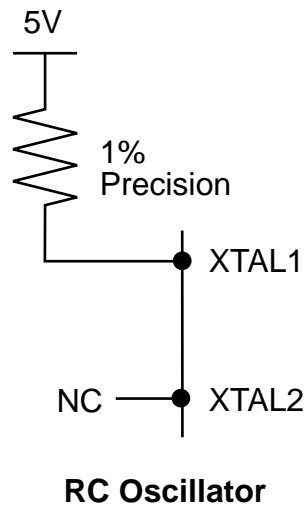 5V
1%
Precision
XTAL1
NC
XTAL2
RC Oscillator